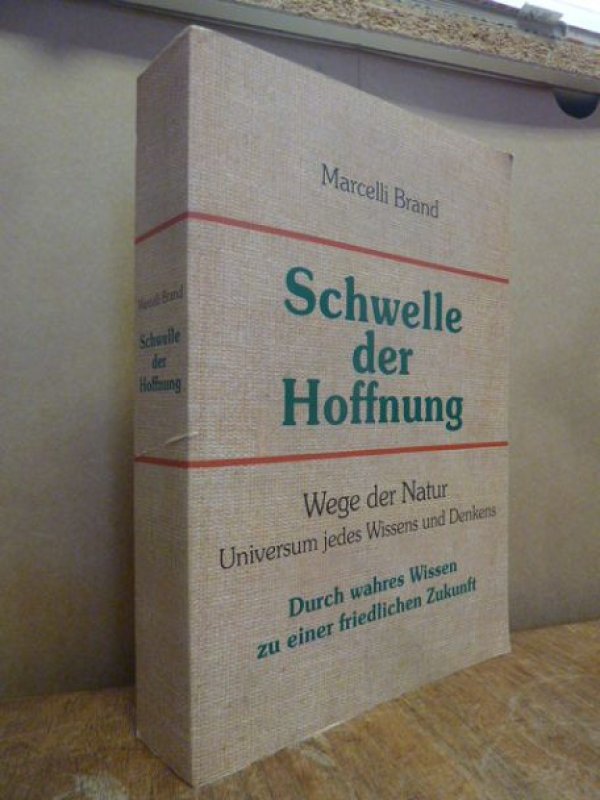 Marcelli Brand
Schwelle
der
Hoffnung
Wege der Natur
Universum jedes Wissens und Denkens
Durch wahres Wissen
zu einer friedlichen Zukunft
Marcelli Brand
Schwelle
der
Hoffnung